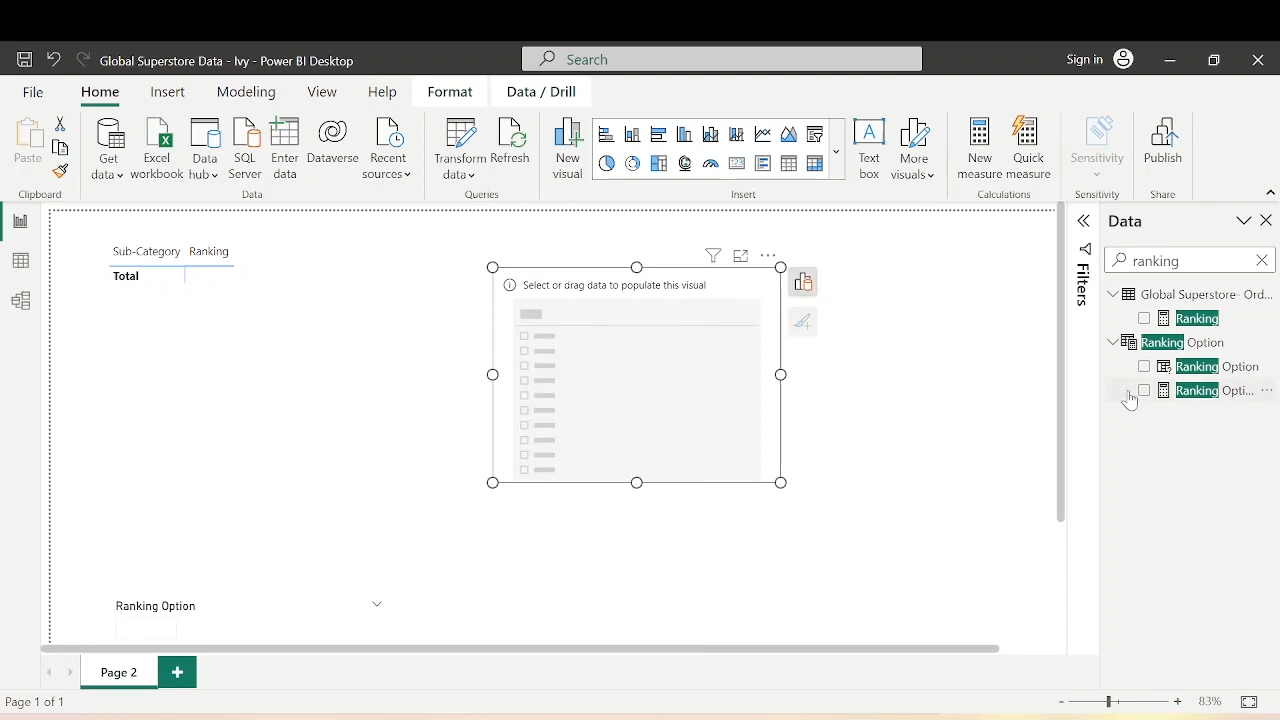 Global Superstore Data - Ivy - Power BI Desktop
Search
Sign in
File Home Insert Modeling View Help Format Data / Drill
Paste
Get data
Excel workbook
Data hub
SQL Server
Enter data
Dataverse
Recent sources
Transform data
Refresh
New visual
Text box
More visuals
New measure
Quick measure
Sensitivity
Publish
Clipboard Data Queries Insert Calculations Sensitivity Share
Sub-Category Ranking
Total
Select or drag data to populate this visual
Ranking Option
Filters
Data
ranking
Global Superstore- Ord...
Ranking
Ranking Option
Ranking Option
Ranking Opti... ...
Page 2
Page 1 of 1
- + 83%